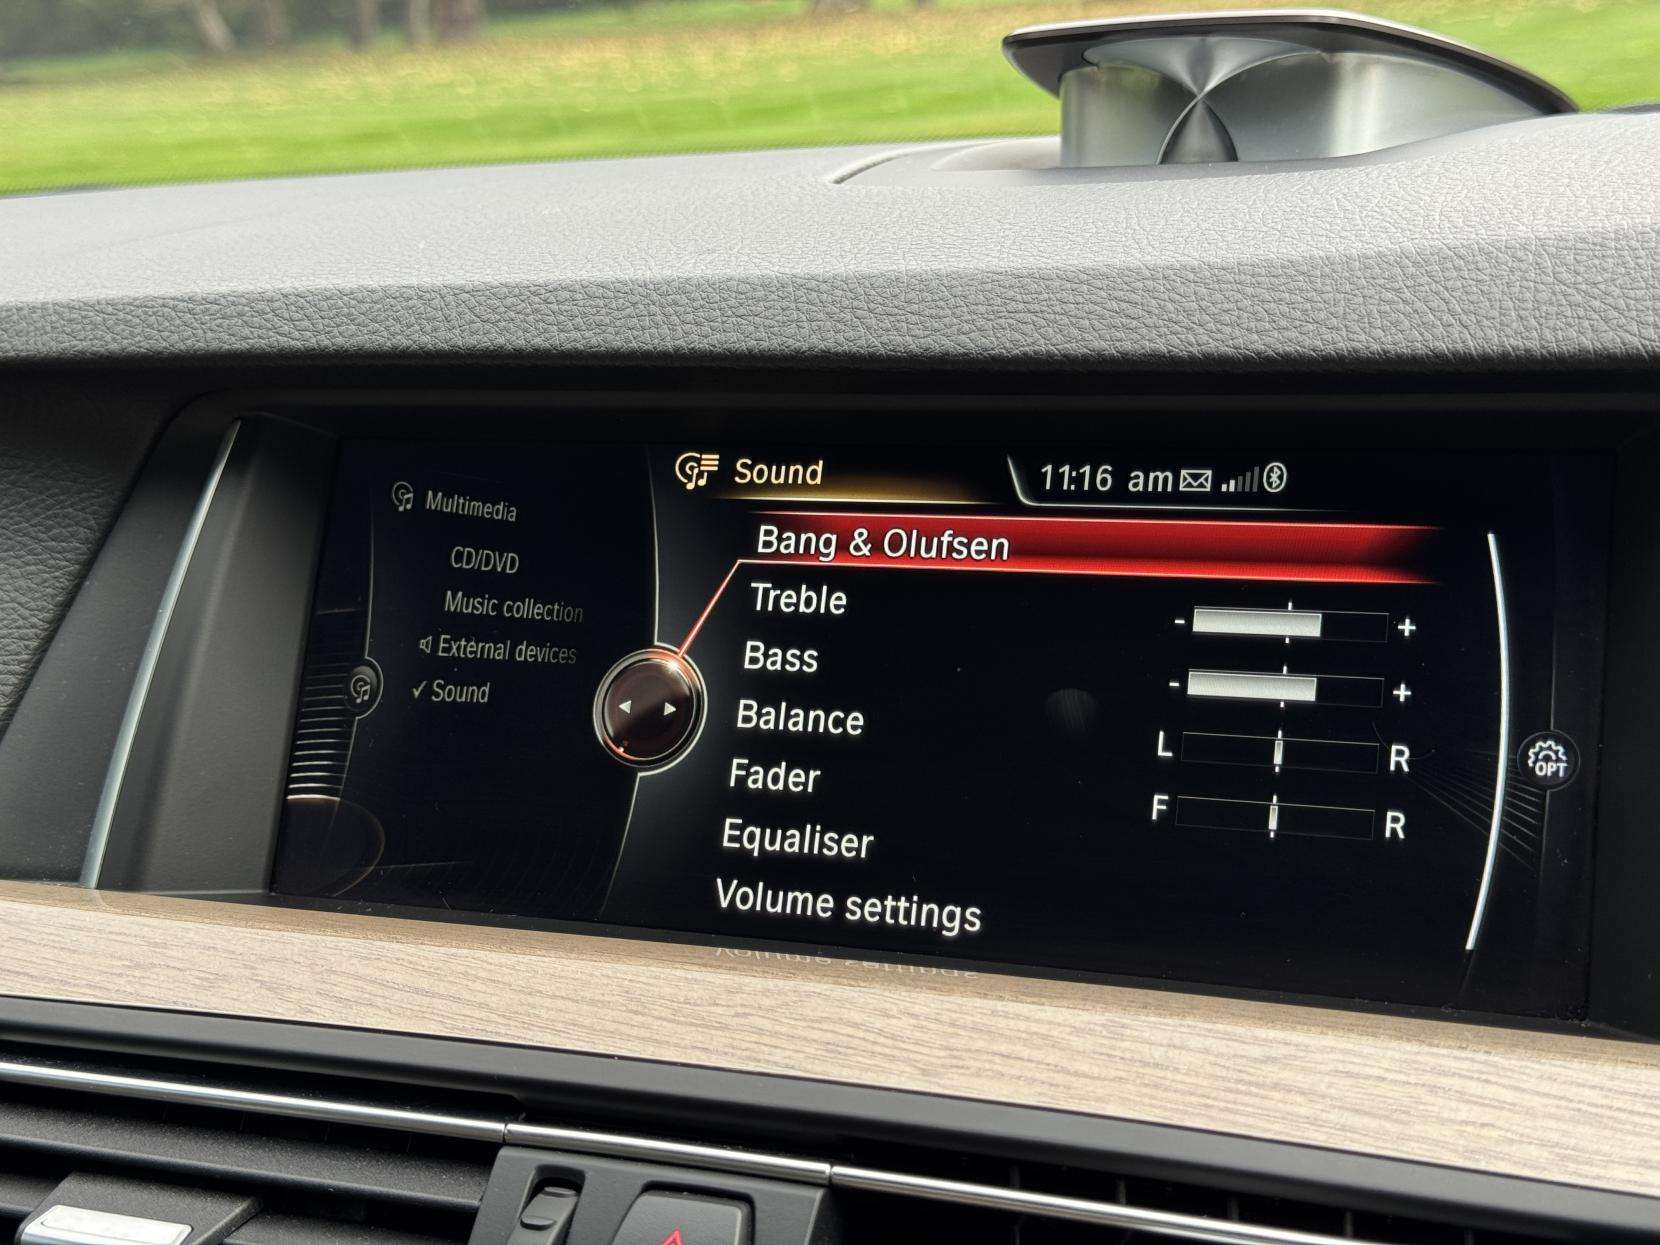 Multimedia
CD/DVD
Music collection
External devices
✓ Sound
Sound
11:16 am
Bang & Olufsen
Treble - +
Bass - +
Balance L R
Fader F R
Equaliser
Volume settings
OPT